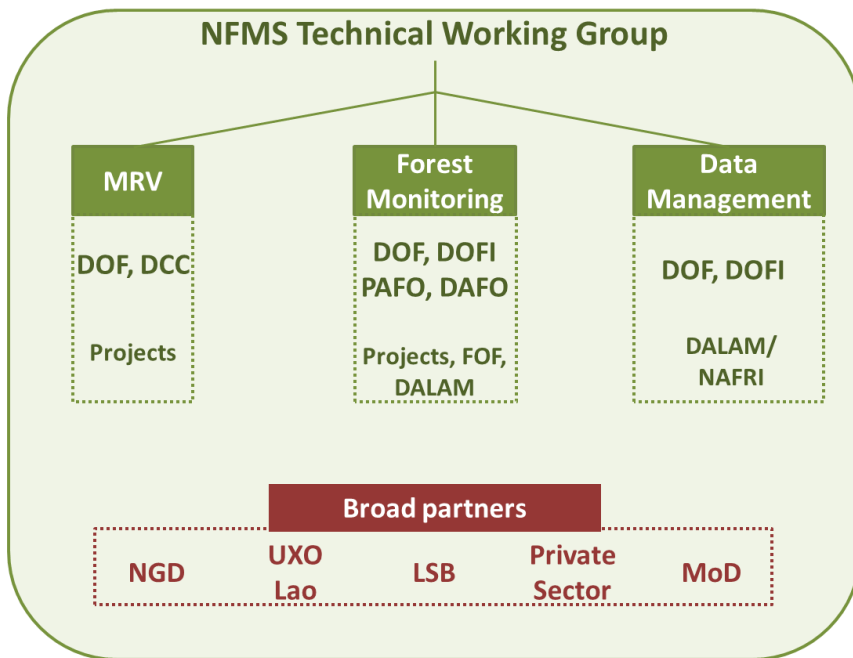 NFMS Technical Working Group
MRV
DOF, DCC
Projects
Forest
Monitoring
DOF, DOFI
PAFO, DAFO
Projects, FOF,
DALAM
Data
Management
DOF, DOFI
DALAM/
NAFRI
Broad partners
NGD
UXO
Lao
LSB
Private
Sector
MoD